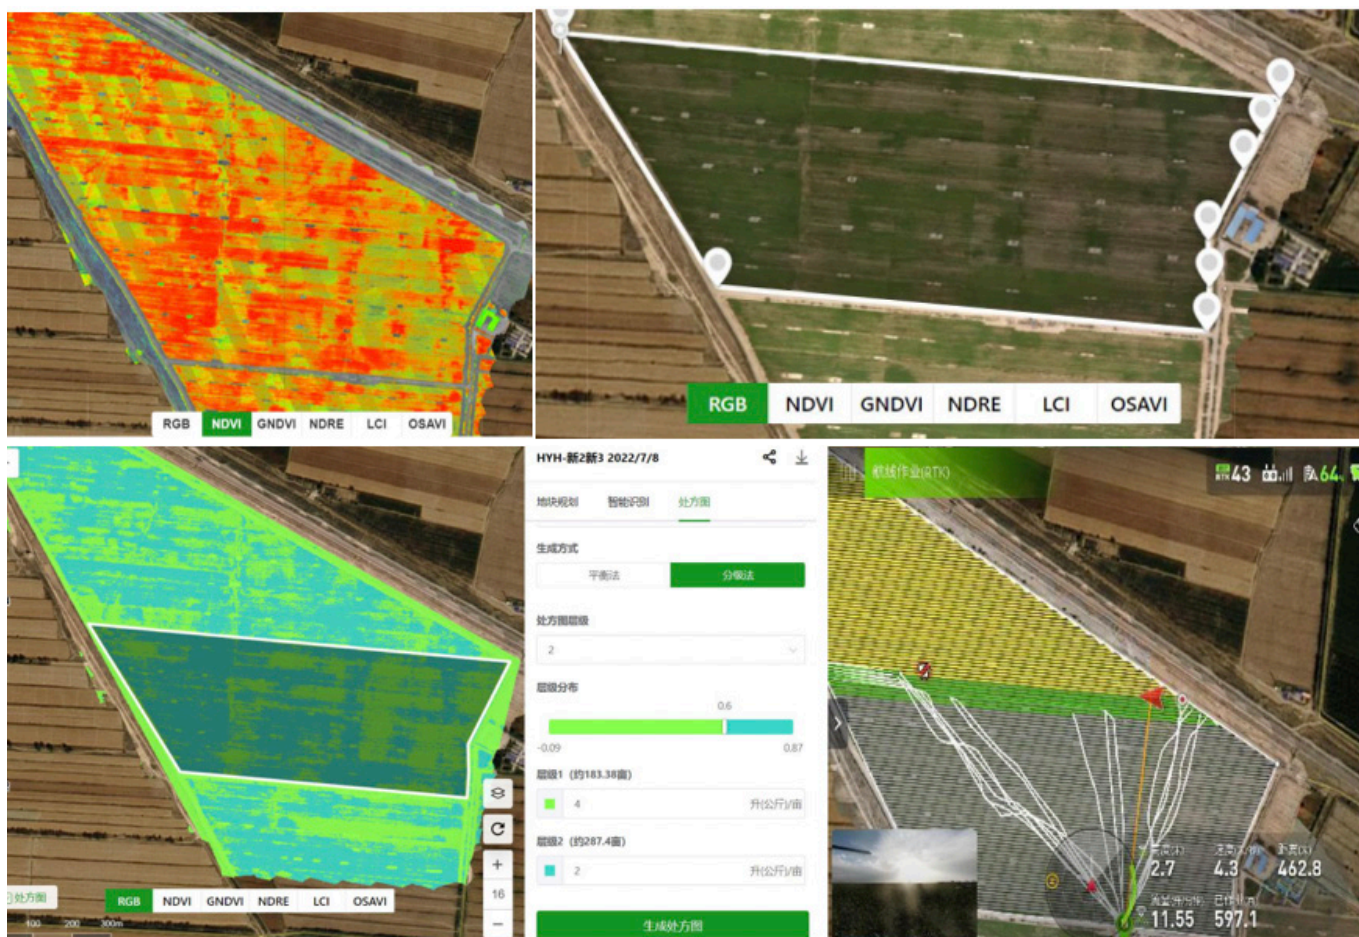 RGB NDVI GNDVI NDRE LCI OSAVI
RGB NDVI GNDVI NDRE LCI OSAVI
处方图
RGB NDVI GNDVI NDRE LCI OSAVI
16
100 200 300m
HYH-新2新3 2022/7/8
地块规划 智能识别 处方图
生成方式
平衡法 分级法
处方图层级
2
层级分布
0.6
-0.09 0.87
层级1 (约183.38亩)
4 升(公斤)/亩
层级2 (约287.4亩)
2 升(公斤)/亩
生成处方图
航线作业(RTK)
RTK 43 64
2.7 4.3 462.8
11.55 597.1